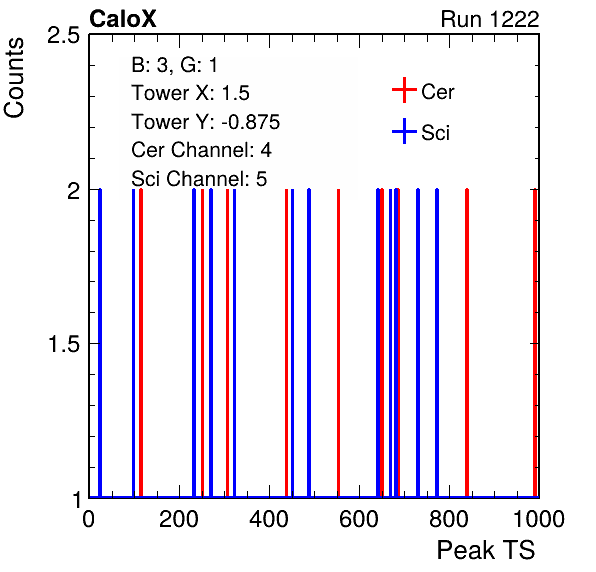 CaloX Run 1222
Counts
2.5
B: 3, G: 1
Tower X: 1.5
Tower Y: -0.875
Cer Channel: 4
Sci Channel: 5
Cer
Sci
2
1.5
1
0 200 400 600 800 1000
Peak TS